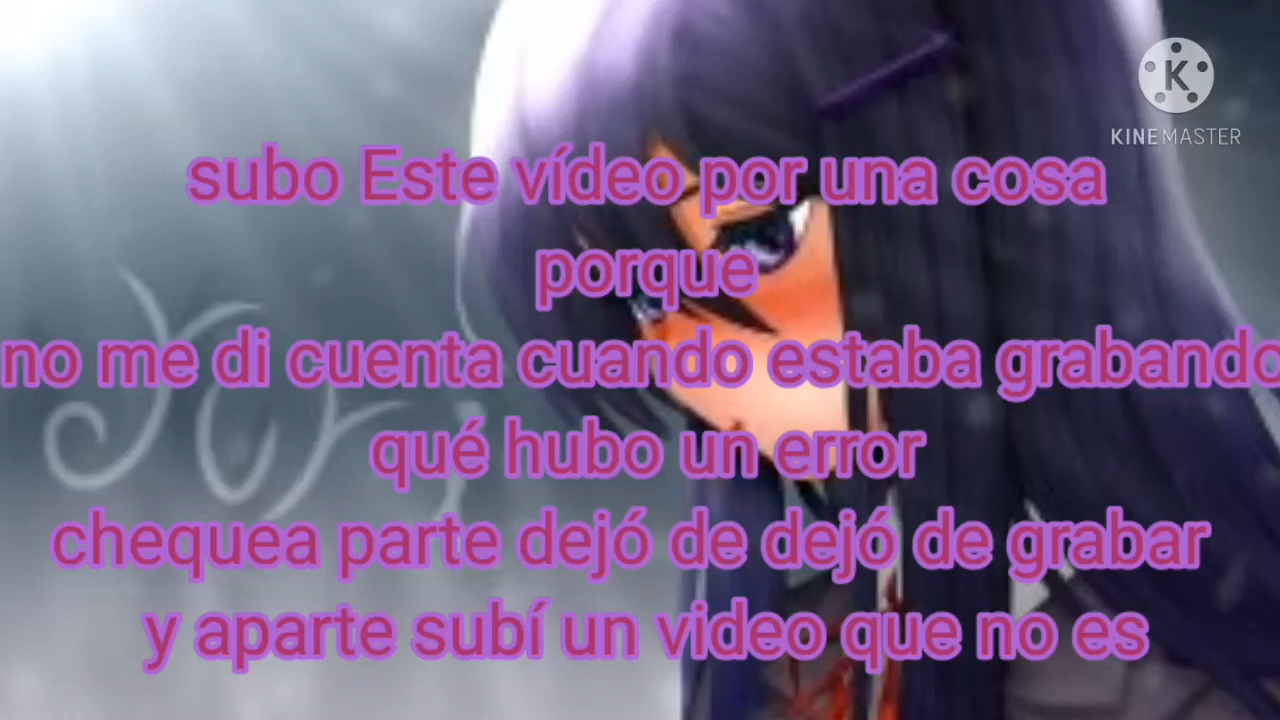 KINEMASTER
subo Este vídeo por una cosa
porque
no me di cuenta cuando estaba grabando
qué hubo un error
chequea parte dejó de dejó de grabar
y aparte subí un video que no es
Yuri